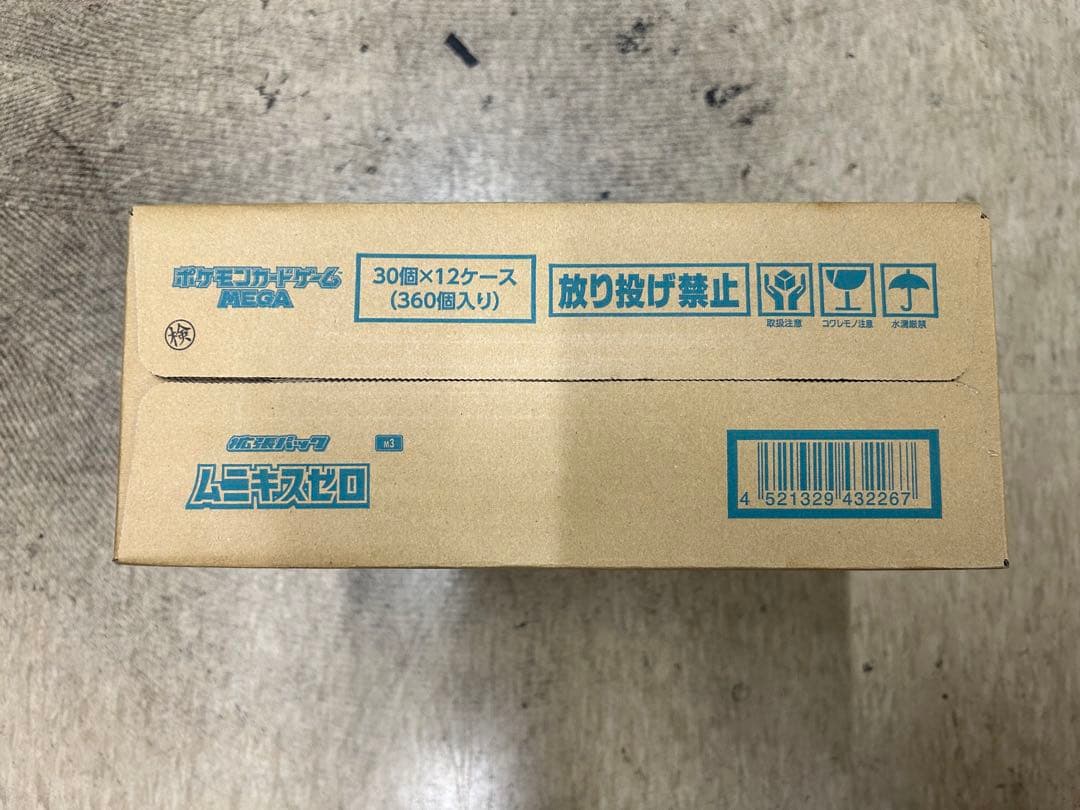 ポケモンカードゲーム
MEGA
30個×12ケース
(360個入り)
放り投げ禁止
取扱注意
コワレモノ注意
水濡厳禁
検
拡張パック
M3
ムニキスゼロ
4 521329 432267